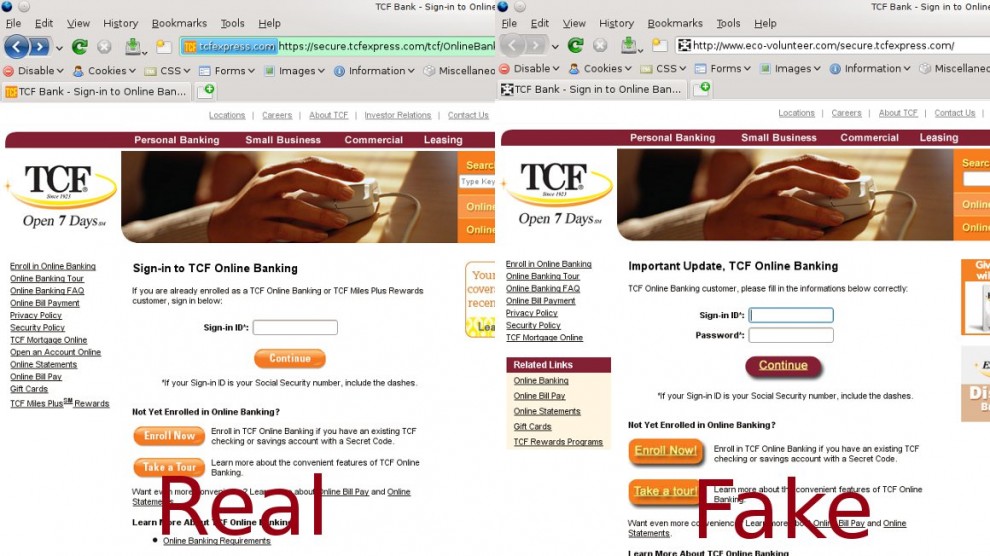 TCF Bank - Sign-in to Onlin
File Edit View History Bookmarks Tools Help
tcfexpress.com https://secure.tcfexpress.com/tcf/OnlineBank
Disable Cookies CSS Forms Images Information Miscellaneo
TCF Bank - Sign-in to Online Ban...
Locations | Careers | About TCF | Investor Relations | Contact Us
Personal Banking Small Business Commercial Leasing
TCF®
Since 1923
Open 7 Days SM
Searc
Type Key
Online
Online
Enroll in Online Banking
Online Banking Tour
Online Banking FAQ
Online Bill Payment
Privacy Policy
Security Policy
TCF Mortgage Online
Open an Account Online
Online Statements
Online Bill Pay
Gift Cards
TCF Miles Plus SM Rewards
Sign-in to TCF Online Banking
If you are already enrolled as a TCF Online Banking or TCF Miles Plus Rewards
customer, sign in below:
Sign-in ID*:
Continue
*If your Sign-in ID is your Social Security number, include the dashes.
Not Yet Enrolled in Online Banking?
Enroll Now
Enroll in TCF Online Banking if you have an existing TCF
checking or savings account with a Secret Code.
Take a Tour
Learn more about the convenient features of TCF Online
Banking.
Want even more convenience? Learn more about Online Bill Pay and Online
Statements.
Learn More About TCF Online Banking
Online Banking Requirements
Your
cover
recen
Lea
Real
TCF Bank - Sign-in to Onlin
File Edit View History Bookmarks Tools Help
http://www.eco-volunteer.com/secure.tcfexpress.com/
Disable Cookies CSS Forms Images Information Miscellaneo
TCF Bank - Sign-in to Online Ban...
Locations | Careers | About TCF | Investor Relations | Contact Us |
Personal Banking Small Business Commercial Leasing
TCF®
Since 1923
Open 7 Days SM
Searc
Online
Online
Enroll in Online Banking
Online Banking Tour
Online Banking FAQ
Online Bill Payment
Privacy Policy
Security Policy
TCF Mortgage Online
Related Links
Online Banking
Online Bill Pay
Online Statements
Gift Cards
TCF Rewards Programs
Important Update, TCF Online Banking
TCF Online Banking customer, please fill in the informations below correctly:
Sign-in ID*:
Password*:
Continue
*If your Sign-in ID is your Social Security number, include the dashes.
Not Yet Enrolled in Online Banking?
Enroll Now!
Enroll in TCF Online Banking if you have an existing TCF
checking or savings account with a Secret Code.
Take a tour!
Learn more about the convenient features of TCF Online
Banking.
Want even more convenience? Learn more about Online Bill Pay and Online
Statements.
Learn More About TCF Online Banking
Giv
wil
Dis
Ba
Fake